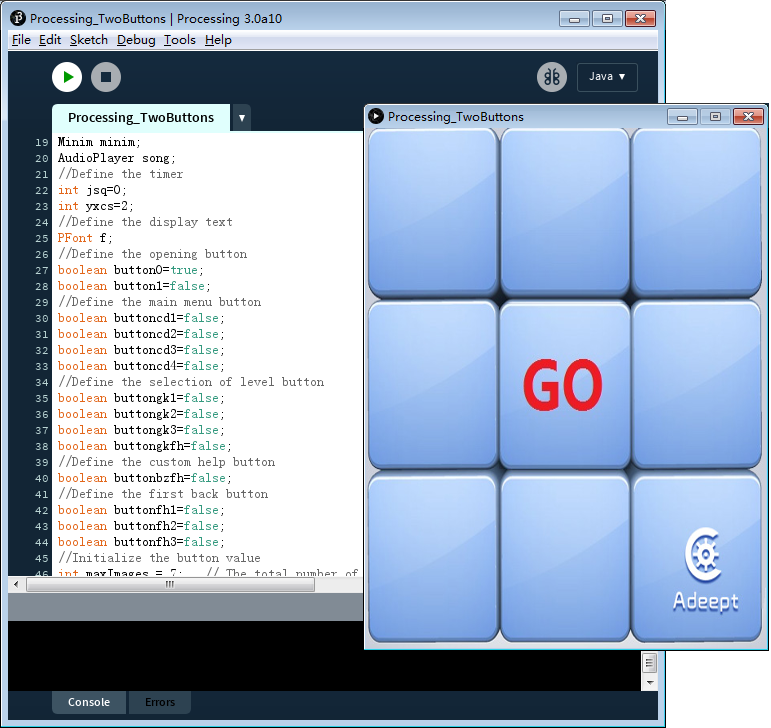 Processing_TwoButtons | Processing 3.0a10
File Edit Sketch Debug Tools Help
Java ▼
Processing_TwoButtons ▼
19 Minim minim;
20 AudioPlayer song;
21 //Define the timer
22 int jsq=0;
23 int yxcs=2;
24 //Define the display text
25 PFont f;
26 //Define the opening button
27 boolean button0=true;
28 boolean button1=false;
29 //Define the main menu button
30 boolean buttoncd1=false;
31 boolean buttoncd2=false;
32 boolean buttoncd3=false;
33 boolean buttoncd4=false;
34 //Define the selection of level button
35 boolean buttongk1=false;
36 boolean buttongk2=false;
37 boolean buttongk3=false;
38 boolean buttongkfh=false;
39 //Define the custom help button
40 boolean buttonbzfh=false;
41 //Define the first back button
42 boolean buttonfh1=false;
43 boolean buttonfh2=false;
44 boolean buttonfh3=false;
45 //Initialize the button value
46 int maxImages = 7; // The total number of
Console Errors
Processing_TwoButtons
GO
Adeept